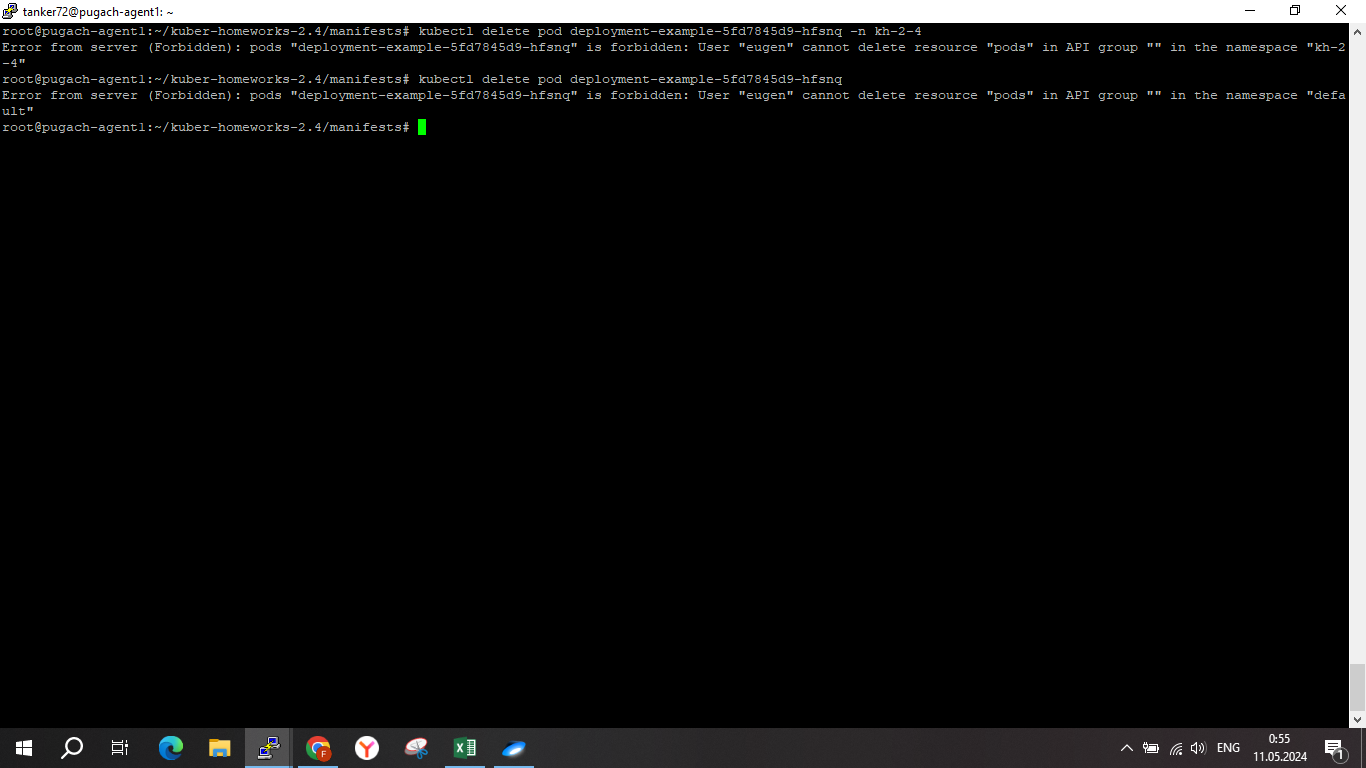 tanker72@pugach-agent1: ~
root@pugach-agent1:~/kuber-homeworks-2.4/manifests# kubectl delete pod deployment-example-5fd7845d9-hfsnq -n kh-2-4
Error from server (Forbidden): pods "deployment-example-5fd7845d9-hfsnq" is forbidden: User "eugen" cannot delete resource "pods" in API group "" in the namespace "kh-2
-4"
root@pugach-agent1:~/kuber-homeworks-2.4/manifests# kubectl delete pod deployment-example-5fd7845d9-hfsnq
Error from server (Forbidden): pods "deployment-example-5fd7845d9-hfsnq" is forbidden: User "eugen" cannot delete resource "pods" in API group "" in the namespace "defa
ult"
root@pugach-agent1:~/kuber-homeworks-2.4/manifests#
F
ENG
0:55
11.05.2024
1